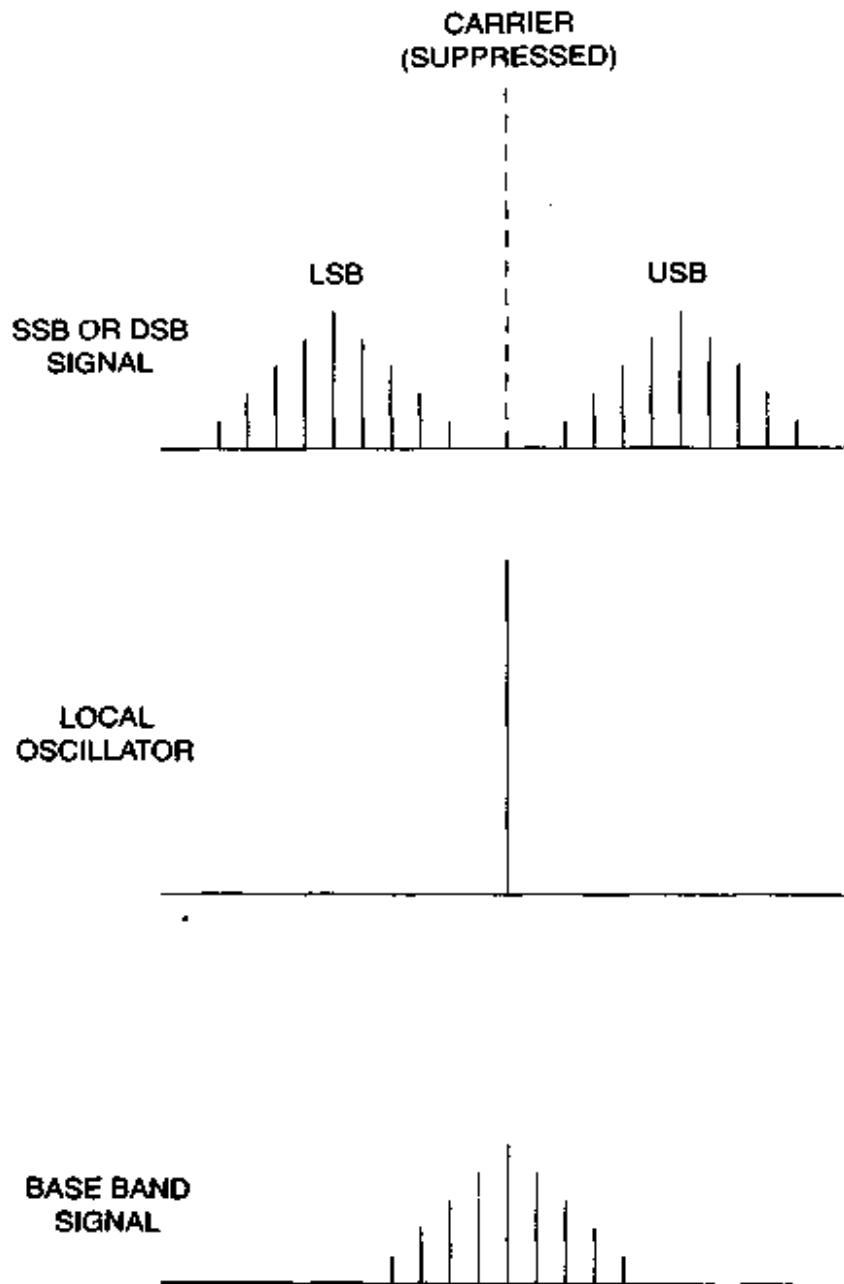 CARRIER
(SUPPRESSED)
LSB
USB
SSB OR DSB
SIGNAL
LOCAL
OSCILLATOR
BASE BAND
SIGNAL